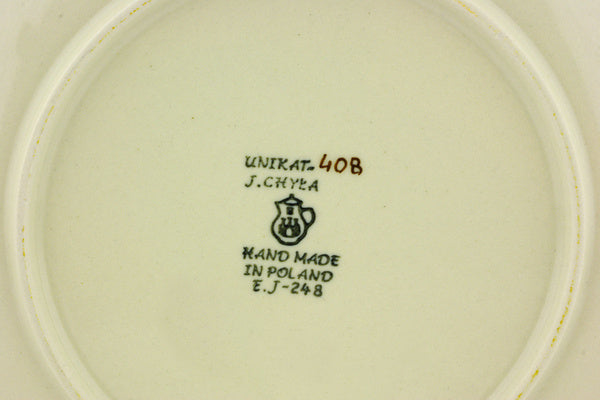 UNIKAT-40B
J.CHYŁA
HAND MADE
IN POLAND
E.J-248